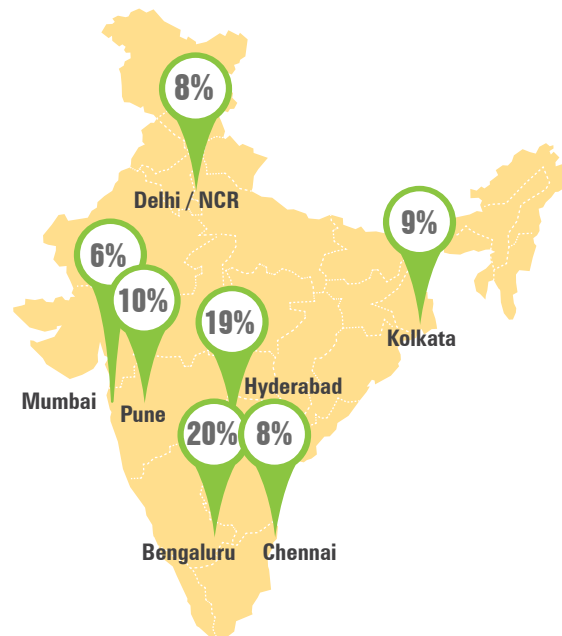 8%
Delhi / NCR
9%
Kolkata
6%
Mumbai
10%
Pune
19%
Hyderabad
20%
Bengaluru
8%
Chennai